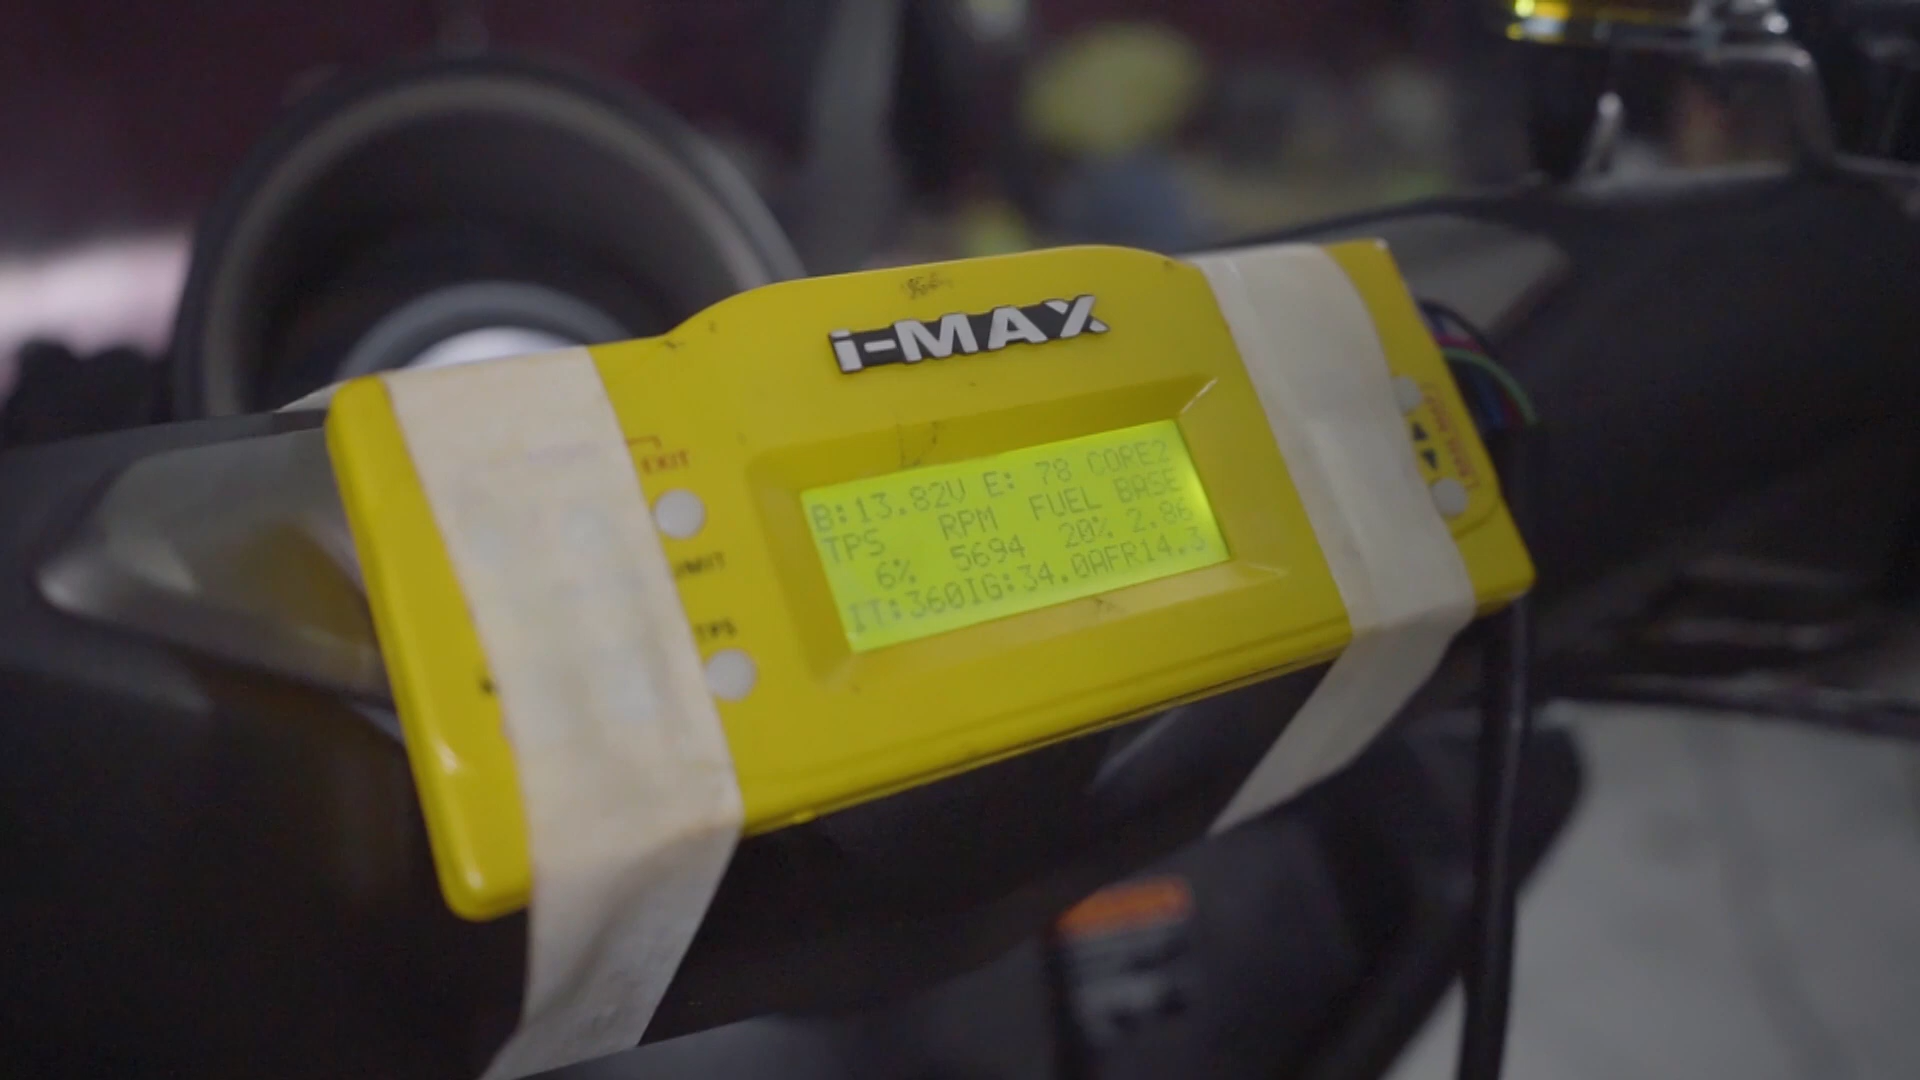 i-MAX
EXIT
B:13.82V E: 78 CORE2
TPS RPM FUEL BASE
6% 5694 20% 2.86
IT:360IG:34.0AFR14.3
TPS